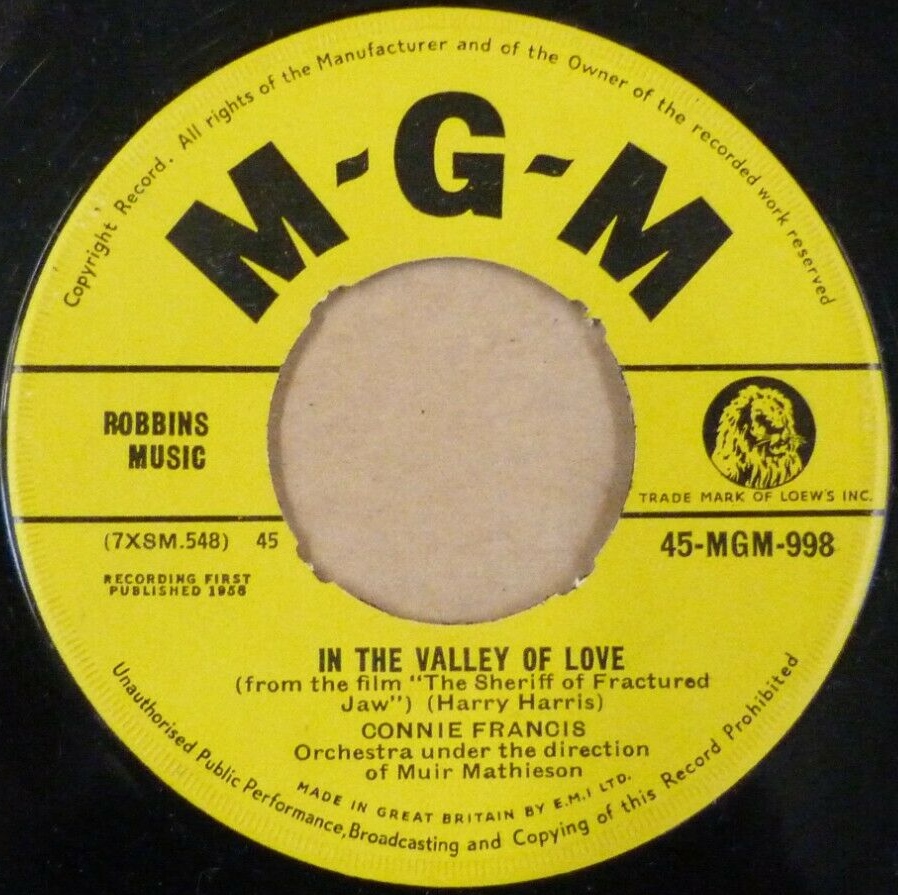 Copyright Record. All rights of the Manufacturer and of the Owner of the recorded work reserved
M-G-M
ROBBINS
MUSIC
TRADE MARK OF LOEW'S INC.
(7XSM.548) 45
45-MGM-998
RECORDING FIRST
PUBLISHED 1958
IN THE VALLEY OF LOVE
(from the film "The Sheriff of Fractured
Jaw") (Harry Harris)
CONNIE FRANCIS
Orchestra under the direction
of Muir Mathieson
MADE IN GREAT BRITAIN BY E.M.I LTD.
Unauthorised Public Performance, Broadcasting and Copying of this Record Prohibited